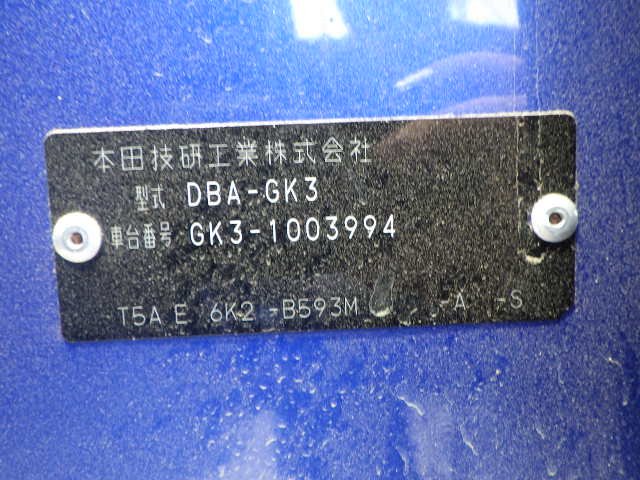 本田技研工業株式会社
型式 DBA-GK3
車台番号 GK3-1003994
T5A E 6K2 -B593M -A -S